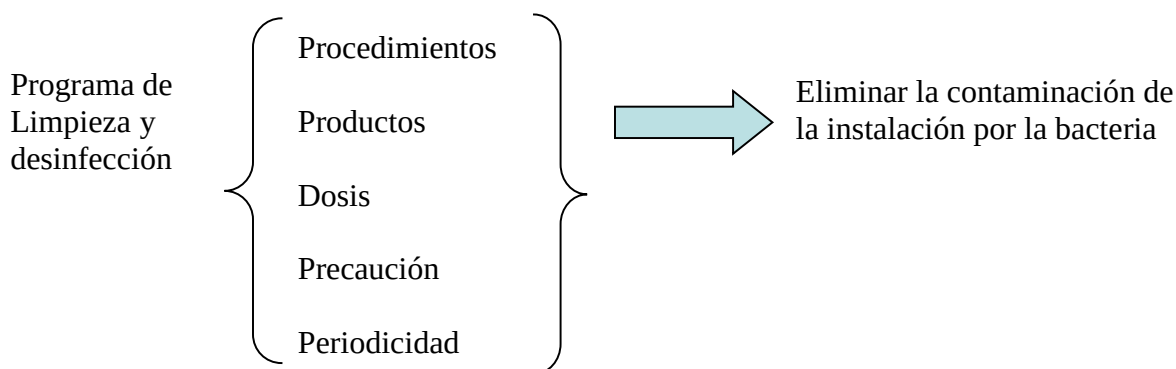 Programa de
Limpieza y
desinfección
Procedimientos
Productos
Dosis
Precaución
Periodicidad
Eliminar la contaminación de
la instalación por la bacteria